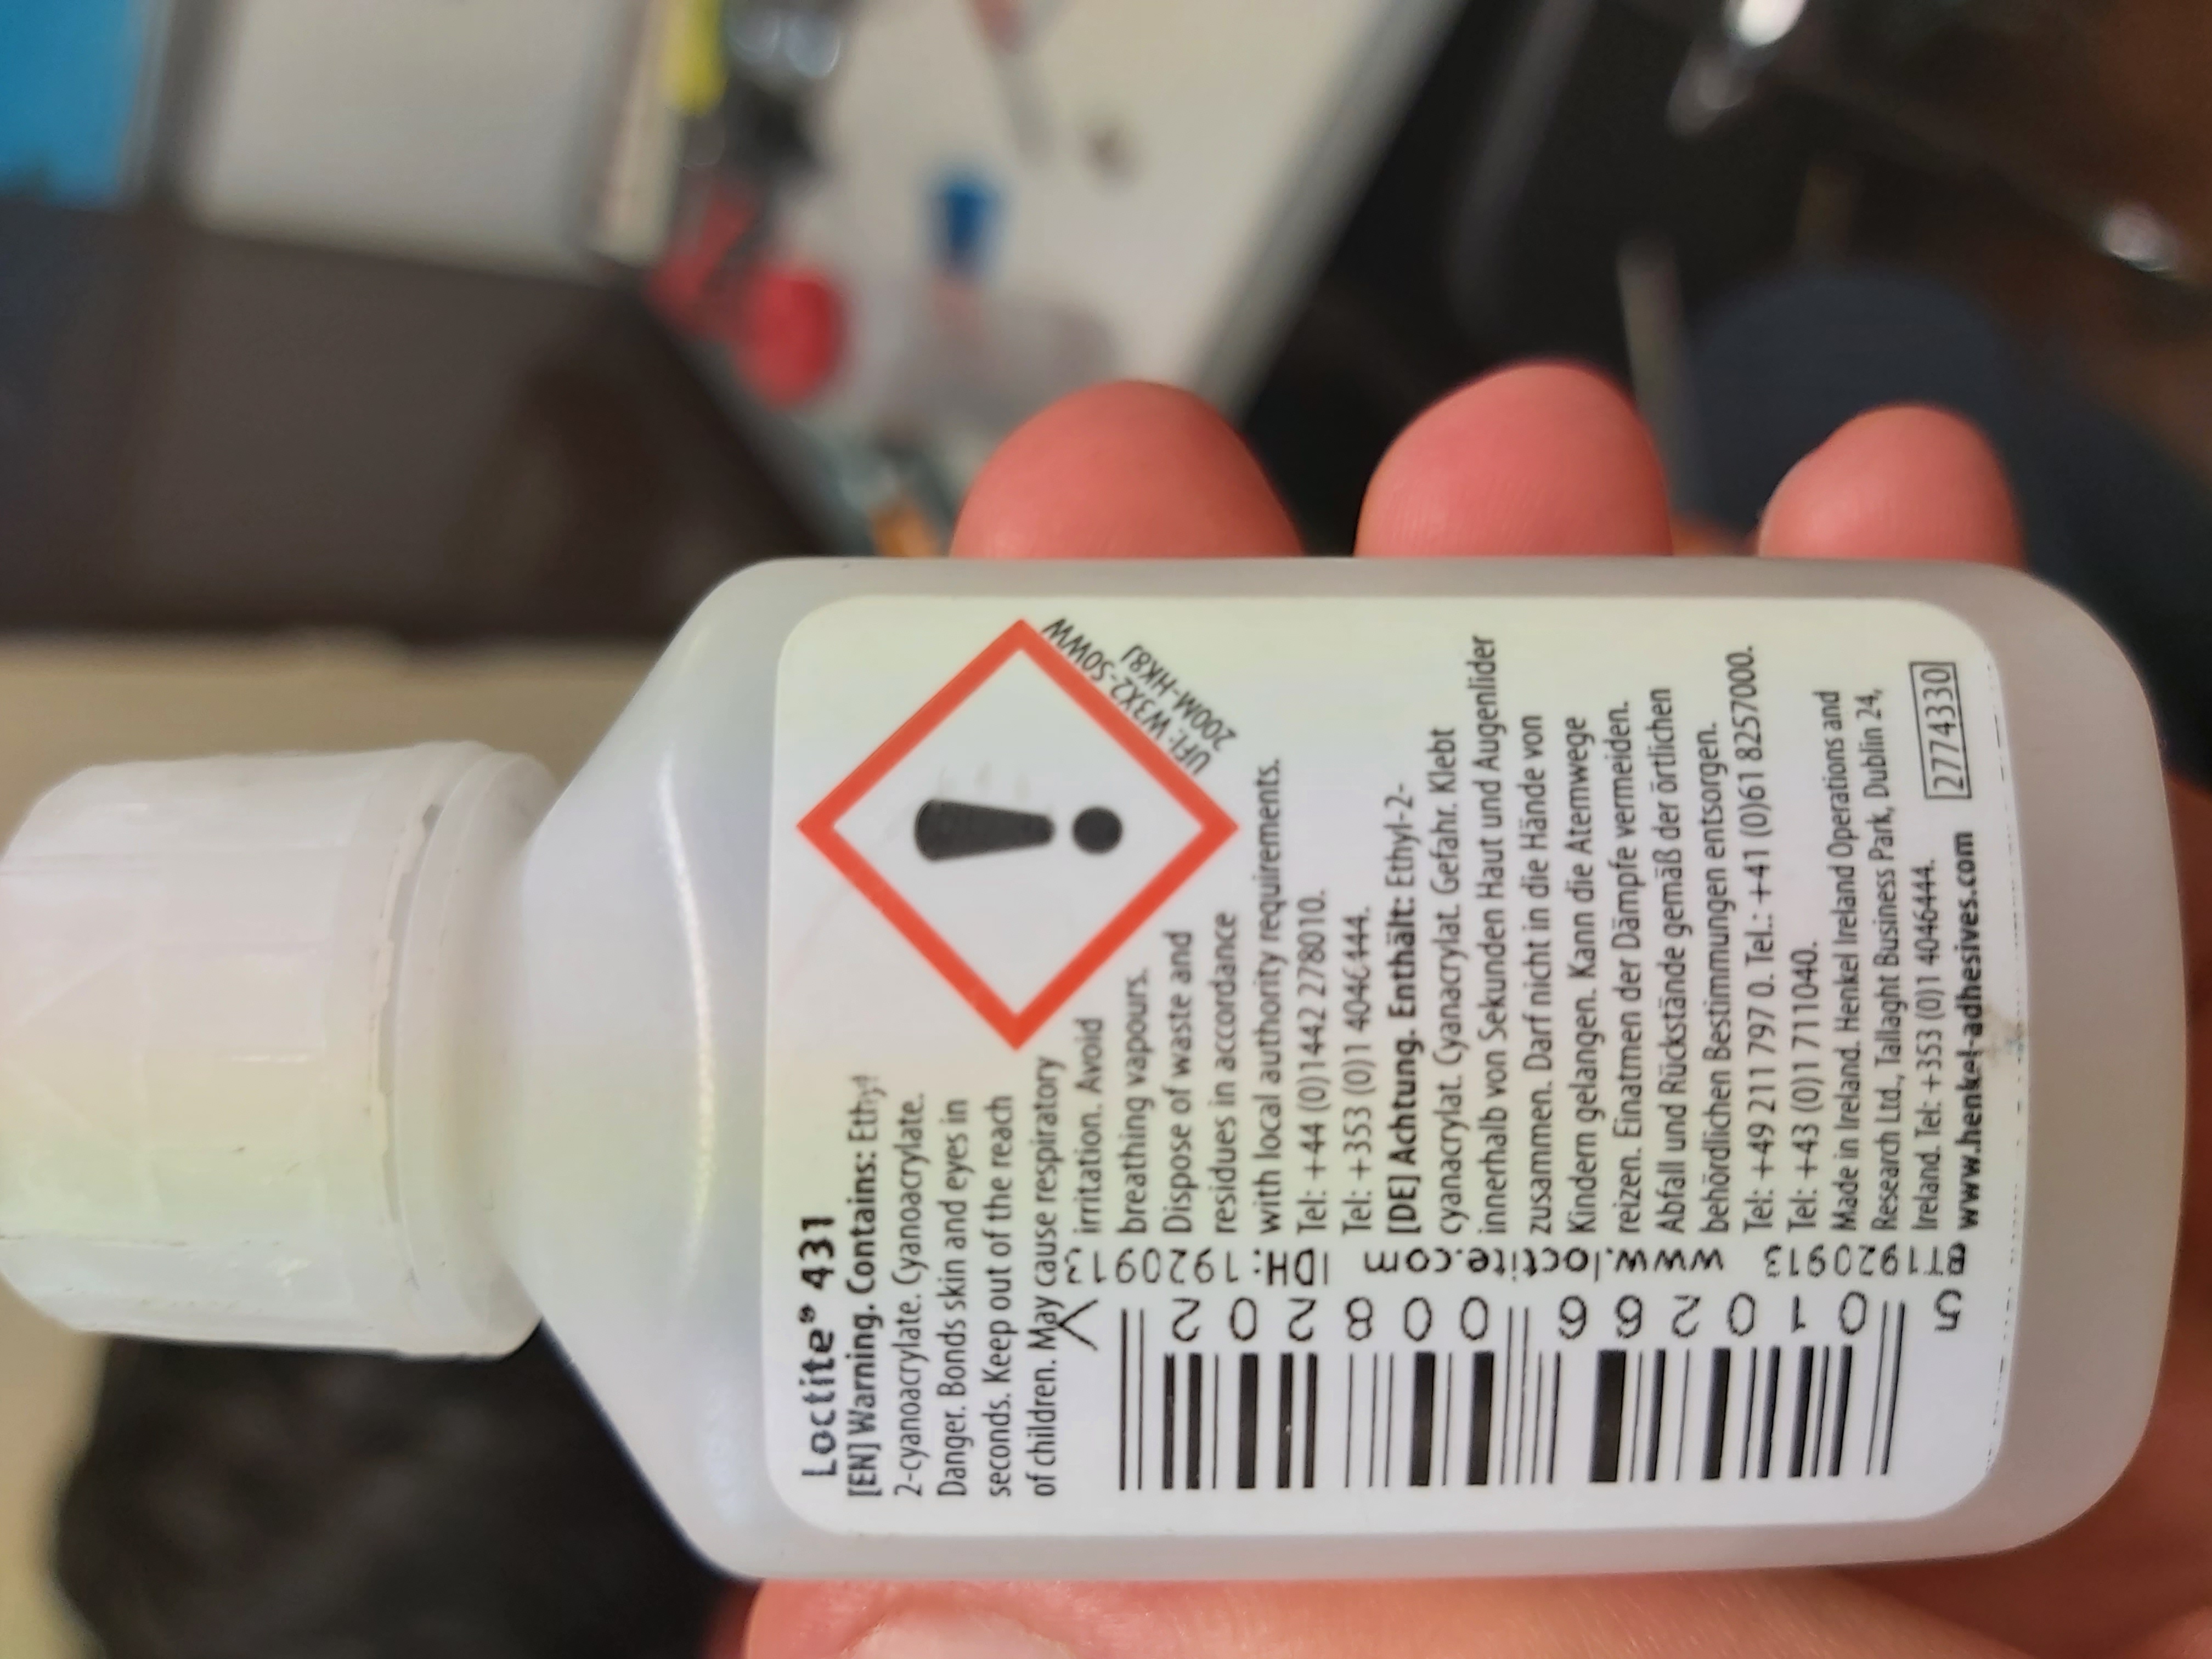 Loctite® 431
[EN] Warning. Contains: Ethyl
2-cyanoacrylate. Cyanoacrylate.
Danger. Bonds skin and eyes in
seconds. Keep out of the reach
of children. May cause respiratory
irritation. Avoid
breathing vapours.
Dispose of waste and
residues in accordance
with local authority requirements.
Tel: +44 (0)1442 278010.
Tel: +353 (0)1 4046444.
[DE] Achtung. Enthält: Ethyl-2-
cyanacrylat. Cyanacrylat. Gefahr. Klebt
innerhalb von Sekunden Haut und Augenlider
zusammen. Darf nicht in die Hände von
Kindern gelangen. Kann die Atemwege
reizen. Einatmen der Dämpfe vermeiden.
Abfall und Rückstände gemäß der örtlichen
behördlichen Bestimmungen entsorgen.
Tel: +49 211 797 0. Tel.: +41 (0)61 8257000.
Tel: +43 (0)1 711040.
Made in Ireland. Henkel Ireland Operations and
Research Ltd., Tallaght Business Park, Dublin 24,
Ireland. Tel: +353 (0)1 4046444.
www.henkel-adhesives.com
2774330
UFI: W3X2-S0WW
200M-HK8J
5 010266 008202 >
BT1920913 www.loctite.com IDH:1920913